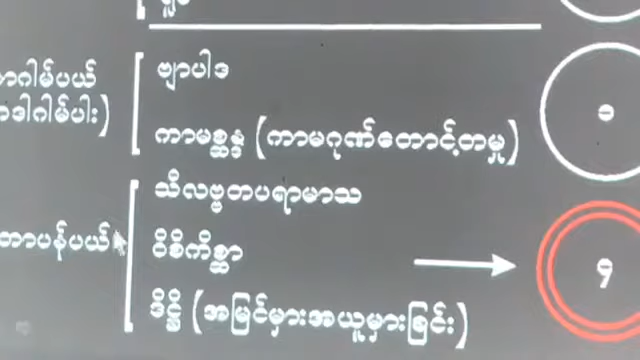 ဗျာပါဒ
ကာမစ္ဆန္ဒ (ကာမဂုဏ်တောင့်တမှု)
သီလဗ္ဗတပရာမာသ
ဝိစိကိစ္ဆာ
ဒိဋ္ဌိ (အမြင်မှားအယူမှားခြင်း)
၁
၄